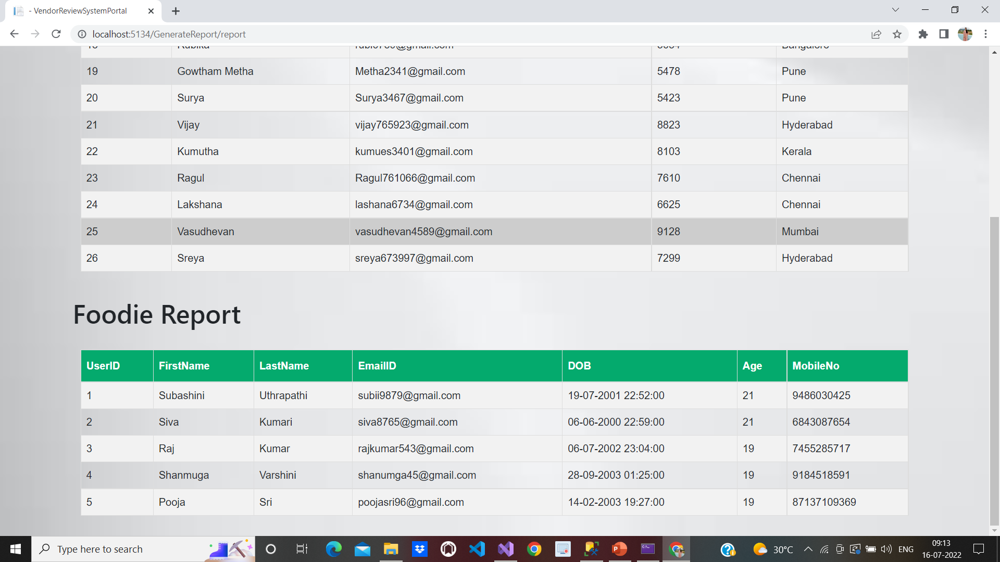 - VendorReviewSystemPortal
localhost:5134/GenerateReport/report
19 Gowtham Metha Metha2341@gmail.com 5478 Pune
20 Surya Surya3467@gmail.com 5423 Pune
21 Vijay vijay765923@gmail.com 8823 Hyderabad
22 Kumutha kumues3401@gmail.com 8103 Kerala
23 Ragul Ragul761066@gmail.com 7610 Chennai
24 Lakshana lashana6734@gmail.com 6625 Chennai
25 Vasudhevan vasudhevan4589@gmail.com 9128 Mumbai
26 Sreya sreya673997@gmail.com 7299 Hyderabad
Foodie Report
UserID FirstName LastName EmailID DOB Age MobileNo
1 Subashini Uthrapathi subii9879@gmail.com 19-07-2001 22:52:00 21 9486030425
2 Siva Kumari siva8765@gmail.com 06-06-2000 22:59:00 21 6843087654
3 Raj Kumar rajkumar543@gmail.com 06-07-2002 23:04:00 19 7455285717
4 Shanmuga Varshini shanumga45@gmail.com 28-09-2003 01:25:00 19 9184518591
5 Pooja Sri poojasri96@gmail.com 14-02-2003 19:27:00 19 87137109369
Type here to search
30°C
ENG
09:13
16-07-2022